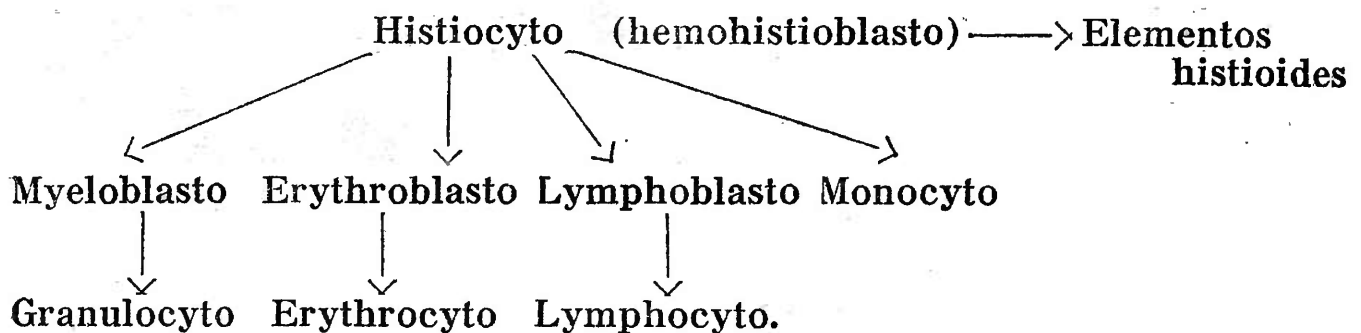 Histiocyto (hemohistioblasto) ⟶ Elementos
histioides
Myeloblasto Erythroblasto Lymphoblasto Monocyto
Granulocyto Erythrocyto Lymphocyto.